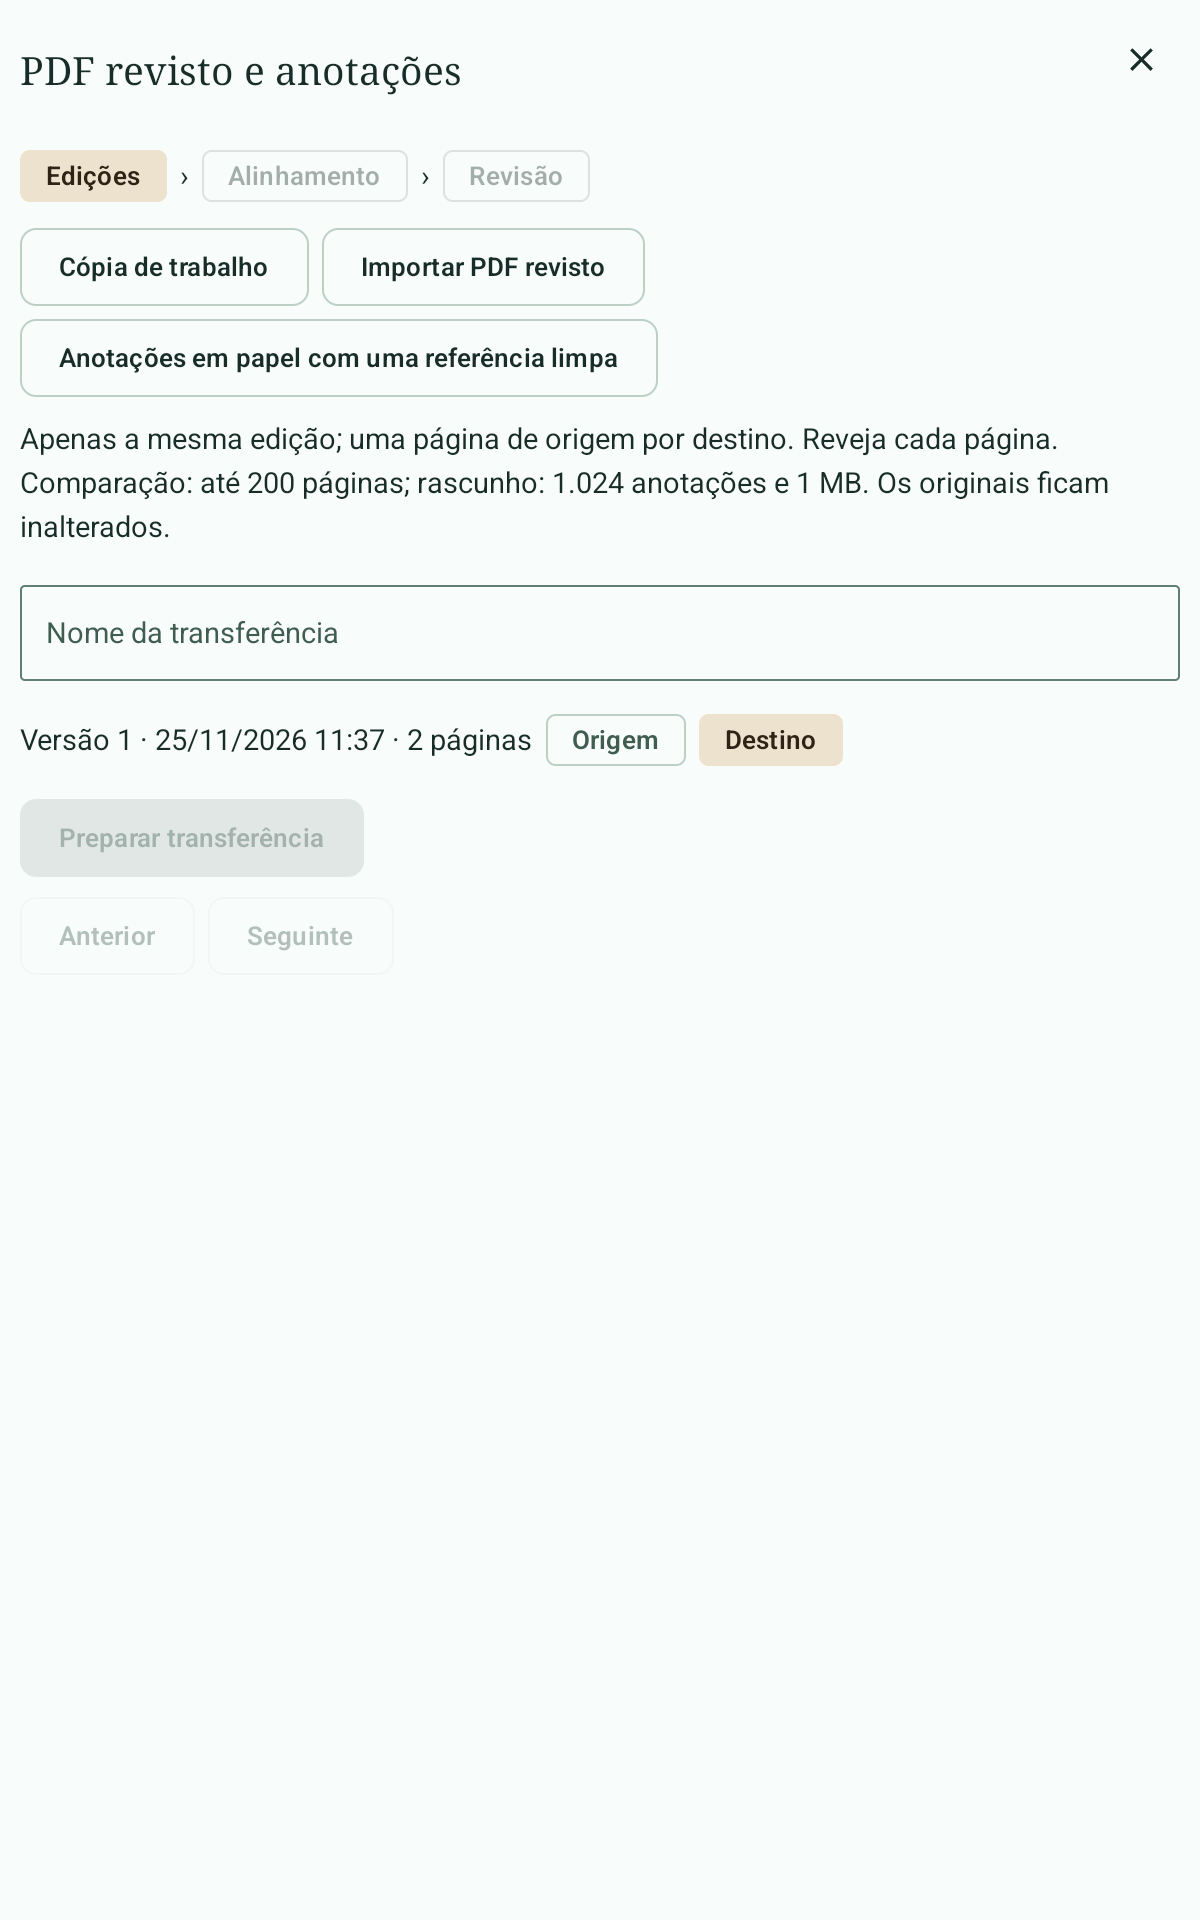 PDF revisto e anotações
Edições › Alinhamento › Revisão
Cópia de trabalho Importar PDF revisto
Anotações em papel com uma referência limpa
Apenas a mesma edição; uma página de origem por destino. Reveja cada página.
Comparação: até 200 páginas; rascunho: 1.024 anotações e 1 MB. Os originais ficam
inalterados.
Nome da transferência
Versão 1 · 25/11/2026 11:37 · 2 páginas Origem Destino
Preparar transferência
Anterior Seguinte